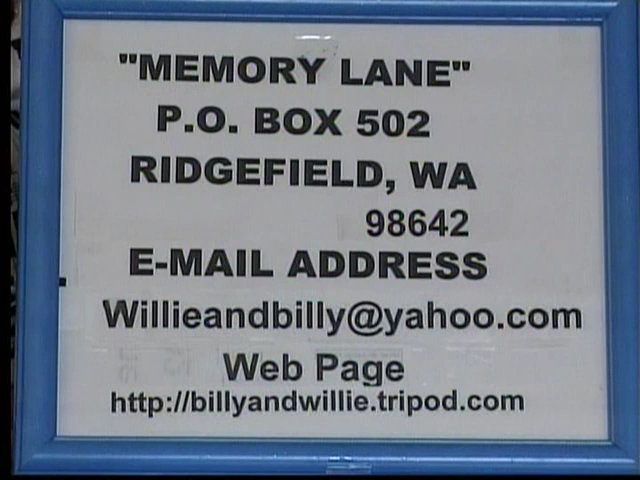 "MEMORY LANE"
P.O. BOX 502
RIDGEFIELD, WA
98642
E-MAIL ADDRESS
Willieandbilly@yahoo.com
Web Page
http://billyandwillie.tripod.com